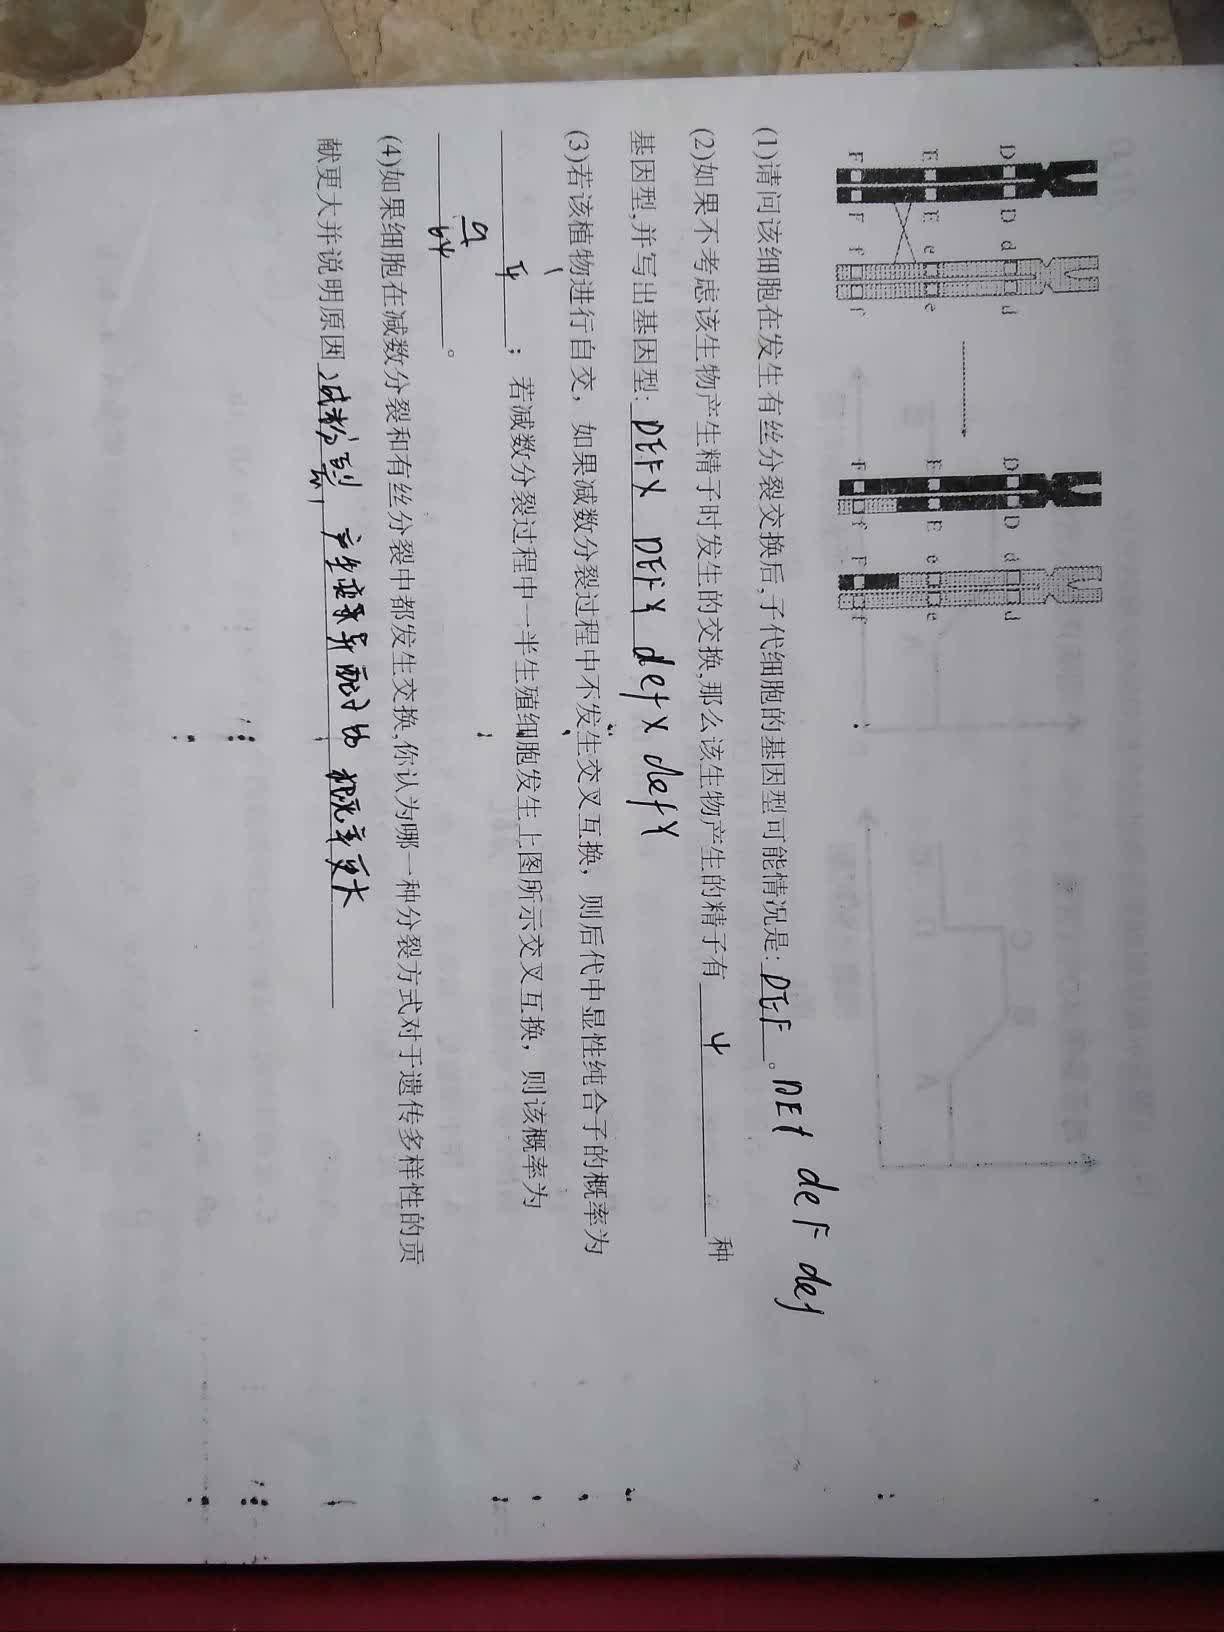 D D d d
E E e e
F F f f
D D d d
E E e e
F f F f
(1)请问该细胞在发生有丝分裂交换后,子代细胞的基因型可能情况是: DEF 。 DEf deF def
(2)如果不考虑该生物产生精子时发生的交换,那么该生物产生的精子有 4 种
基因型,并写出基因型: DEFX DEFY defX defY
(3)若该植物进行自交，如果减数分裂过程中不发生交叉互换，则后代中显性纯合子的概率为
1/4 ；若减数分裂过程中一半生殖细胞发生上图所示交叉互换，则该概率为
9/64 。
(4)如果细胞在减数分裂和有丝分裂中都发生交换,你认为哪一种分裂方式对于遗传多样性的贡
献更大并说明原因 减数分裂 产生变异配子的概率更大